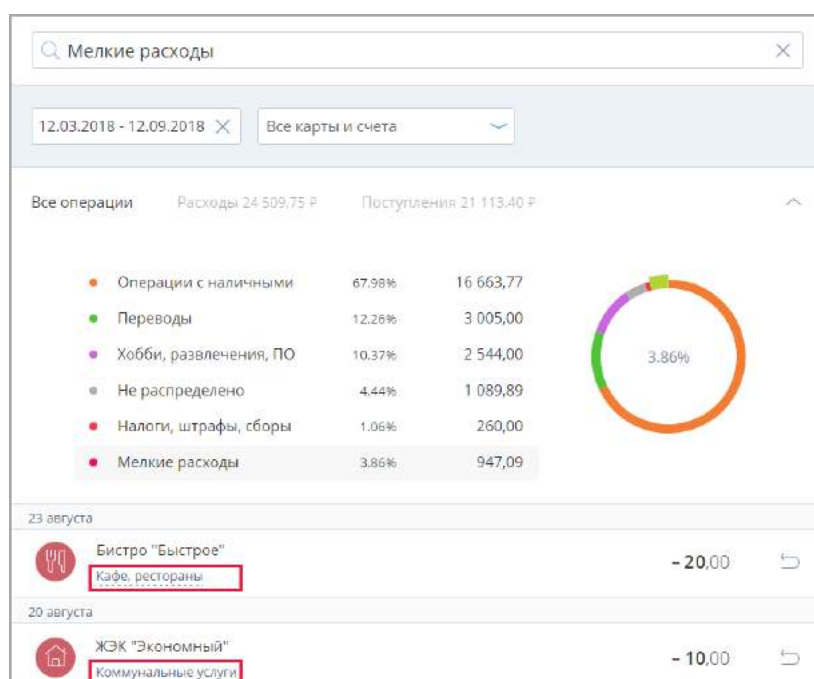 Мелкие расходы
12.03.2018 - 12.09.2018 Все карты и счета
Все операции Расходы 24 509.75 ₽ Поступления 21 113.40 ₽
Операции с наличными 67.98% 16 663,77
Переводы 12.26% 3 005,00
Хобби, развлечения, ПО 10.37% 2 544,00
3.86%
Не распределено 4.44% 1 089,89
Налоги, штрафы, сборы 1.06% 260,00
Мелкие расходы 3.86% 947,09
23 августа
Бистро "Быстрое"
Кафе, рестораны
– 20,00
20 августа
ЖЭК "Экономный"
Коммунальные услуги
– 10,00